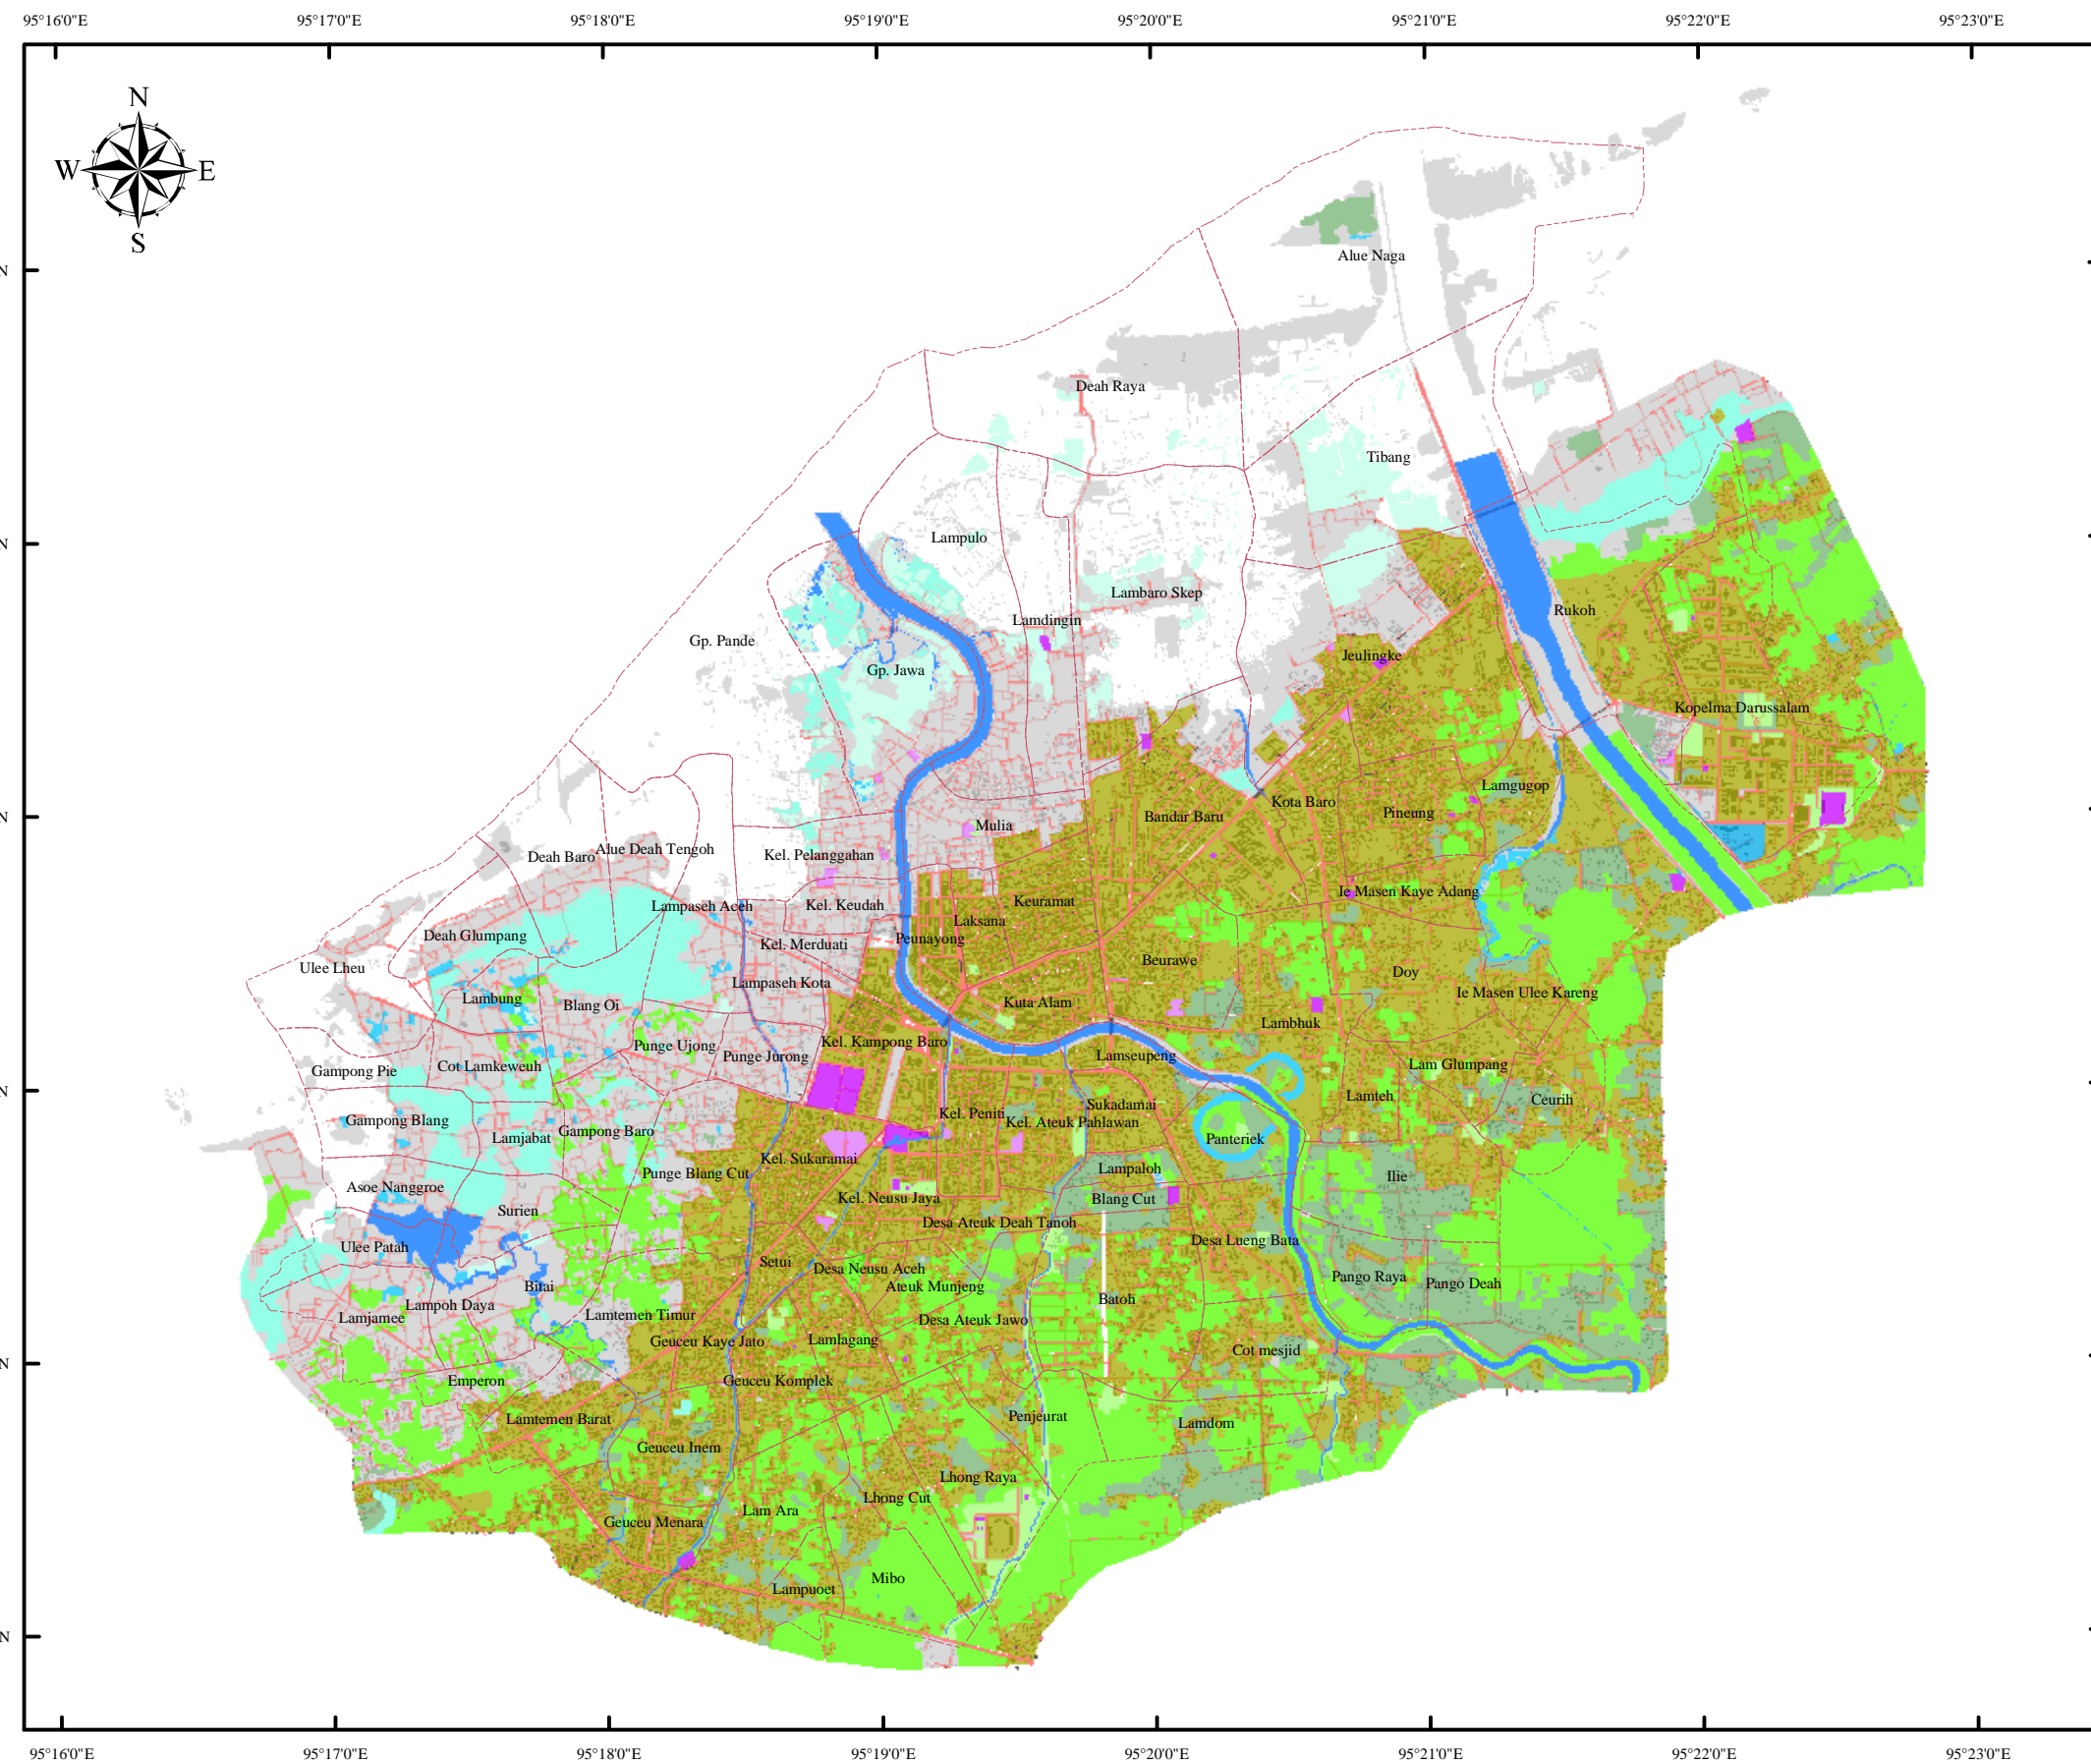 95°16'0"E 95°17'0"E 95°18'0"E 95°19'0"E 95°20'0"E 95°21'0"E 95°22'0"E 95°23'0"E
N
W E
S
N
Alue Naga
Deah Raya
Tibang
N
Lampulo
Lambaro Skep
Rukoh
Lamdingin
Gp. Pande
Jeulingke
Gp. Jawa
Kopelma Darussalam
Lamgugop
Kota Baro
N
Bandar Baru
Pineung
Mulia
Alue Deah Tengoh
Deah Baro
Kel. Pelanggahan
Ie Masen Kaye Adang
Keuramat
Lampaseh Aceh
Kel. Keudah
Laksana
Deah Glumpang
Peunayong
Kel. Merduati
Beurawe
Ulee Lheu
Doy
Lampaseh Kota
Ie Masen Ulee Kareng
Lambung
Kuta Alam
Blang Oi
Lambhuk
Kel. Kampong Baro
Punge Ujong
Punge Jurong
Lamseupeng
Lam Glumpang
Cot Lamkeweuh
Gampong Pie
N
Lamteh
Ceurih
Sukadamai
Kel. Peniti
Gampong Blang
Kel. Ateuk Pahlawan
Gampong Baro
Lamjabat
Panteriek
Kel. Sukaramai
Lampaloh
Punge Blang Cut
Ilie
Asoe Nanggroe
Kel. Neusu Jaya
Blang Cut
Surien
Desa Ateuk Deah Tanoh
Desa Lueng Bata
Ulee Patah
Setui
Desa Neusu Aceh
Pango Raya
Pango Deah
Bitai
Ateuk Munjeng
Batoh
Lampoh Daya
Lamtemen Timur
Lamjamee
Desa Ateuk Jawo
Geuceu Kaye Jato
Lamlagang
Cot mesjid
N
Emperon
Geuceu Komplek
Lamtemen Barat
Penjeurat
Lamdom
Geuceu Inem
Lhong Raya
Lhong Cut
Lam Ara
Geuceu Menara
Mibo
Lampuoet
N
95°16'0"E 95°17'0"E 95°18'0"E 95°19'0"E 95°20'0"E 95°21'0"E 95°22'0"E 95°23'0"E